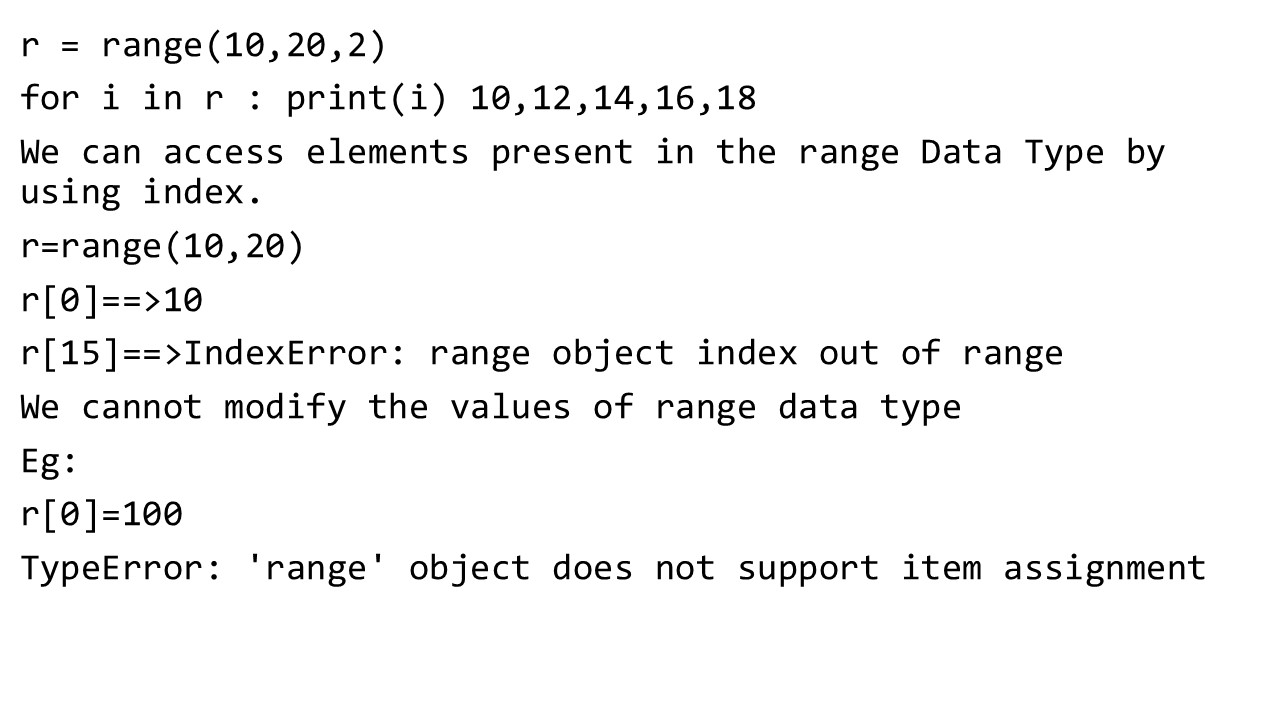 r = range(10,20,2)
for i in r : print(i) 10,12,14,16,18
We can access elements present in the range Data Type by
using index.
r=range(10,20)
r[0]==>10
r[15]==>IndexError: range object index out of range
We cannot modify the values of range data type
Eg:
r[0]=100
TypeError: 'range' object does not support item assignment